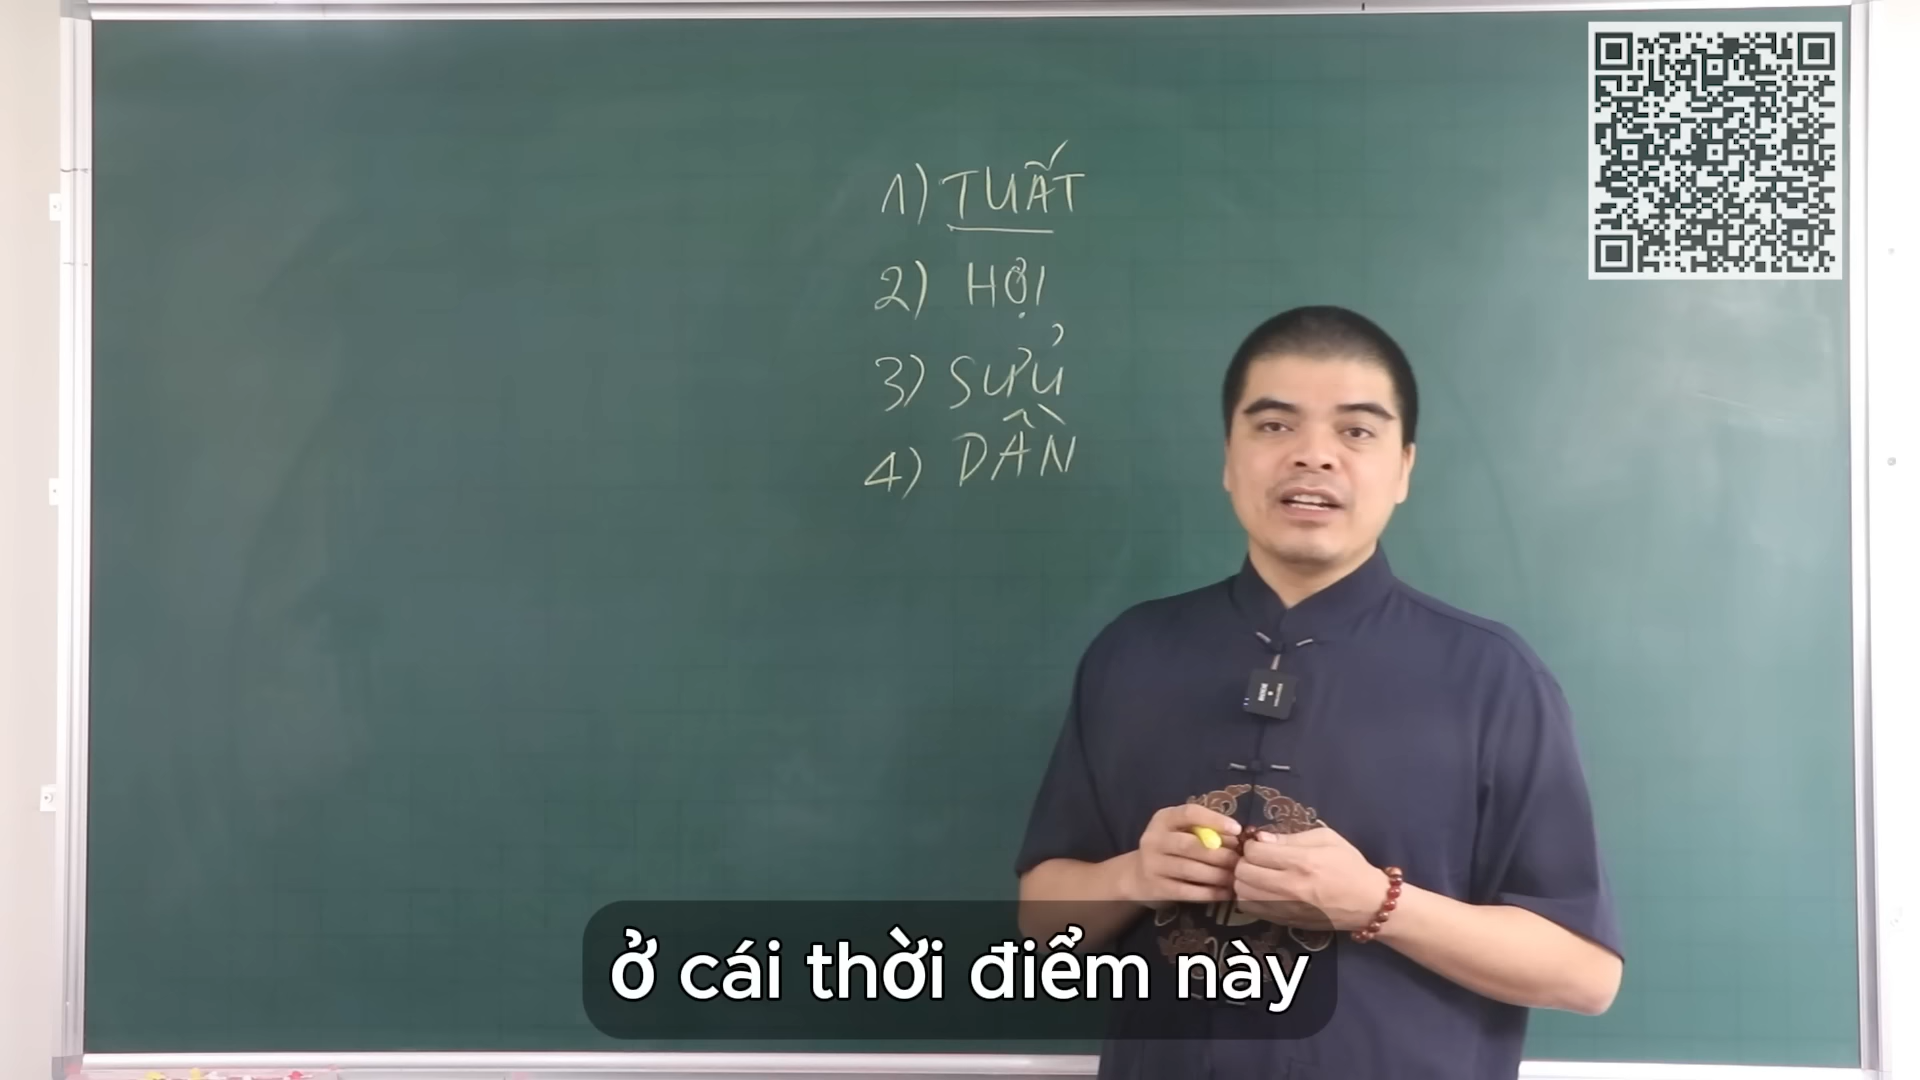 1) TUẤT
2) HỢI
3) SỬU
4) DẦN
ở cái thời điểm này